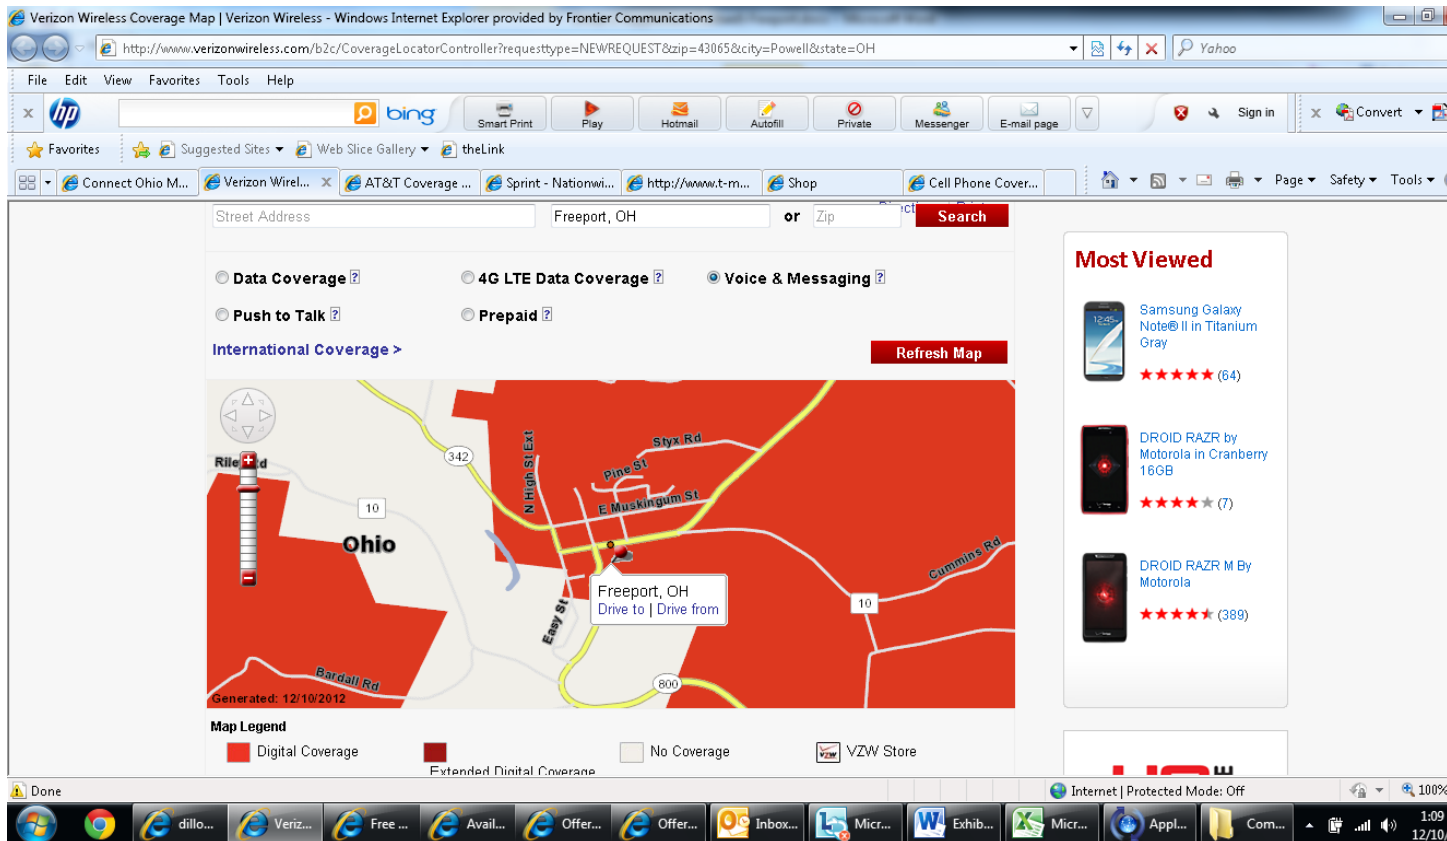 Verizon Wireless Coverage Map | Verizon Wireless - Windows Internet Explorer provided by Frontier Communications
http://www.verizonwireless.com/b2c/CoverageLocatorController?requesttype=NEWREQUEST&zip=43065&city=Powell&state=OH
Yahoo
File Edit View Favorites Tools Help
x hp bing Smart Print Play Hotmail Autofill Private Messenger E-mail page Sign in x Convert
Favorites Suggested Sites Web Slice Gallery theLink
Connect Ohio M... Verizon Wirel... X AT&T Coverage ... Sprint - Nationwi... http://www.t-m... Shop Cell Phone Cover... Page Safety Tools
Street Address Freeport, OH or Zip Search
Data Coverage ? 4G LTE Data Coverage ? Voice & Messaging ?
Push to Talk ? Prepaid ?
International Coverage > Refresh Map
342
N High St Ext
Styx Rd
Pine St
E Muskingum St
10
Ohio
Cummins Rd
Freeport, OH
Drive to | Drive from
10
Easy St
Bardall Rd
800
Generated: 12/10/2012
Map Legend
Digital Coverage
Extended Digital Coverage
No Coverage
VZW Store
Most Viewed
12:45
Samsung Galaxy
Note® II in Titanium
Gray
(64)
DROID RAZR by
Motorola in Cranberry
16GB
(7)
DROID RAZR M By
Motorola
(389)
Done Internet | Protected Mode: Off 100%
dillo... Veriz... Free ... Avail... Offer... Offer... Inbox... Micr... Exhib... Micr... Appl... Com... 1:09
12/10/